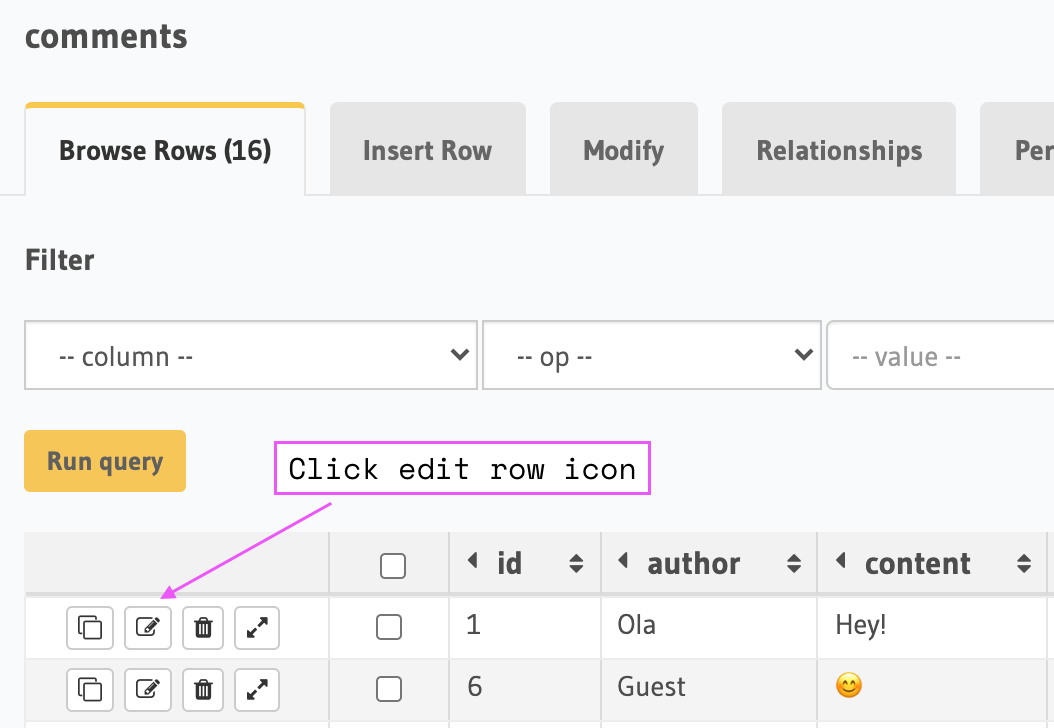 comments
Browse Rows (16) Insert Row Modify Relationships Per
Filter
-- column -- -- op -- -- value --
Run query
Click edit row icon
id author content
1 Ola Hey!
6 Guest 😊